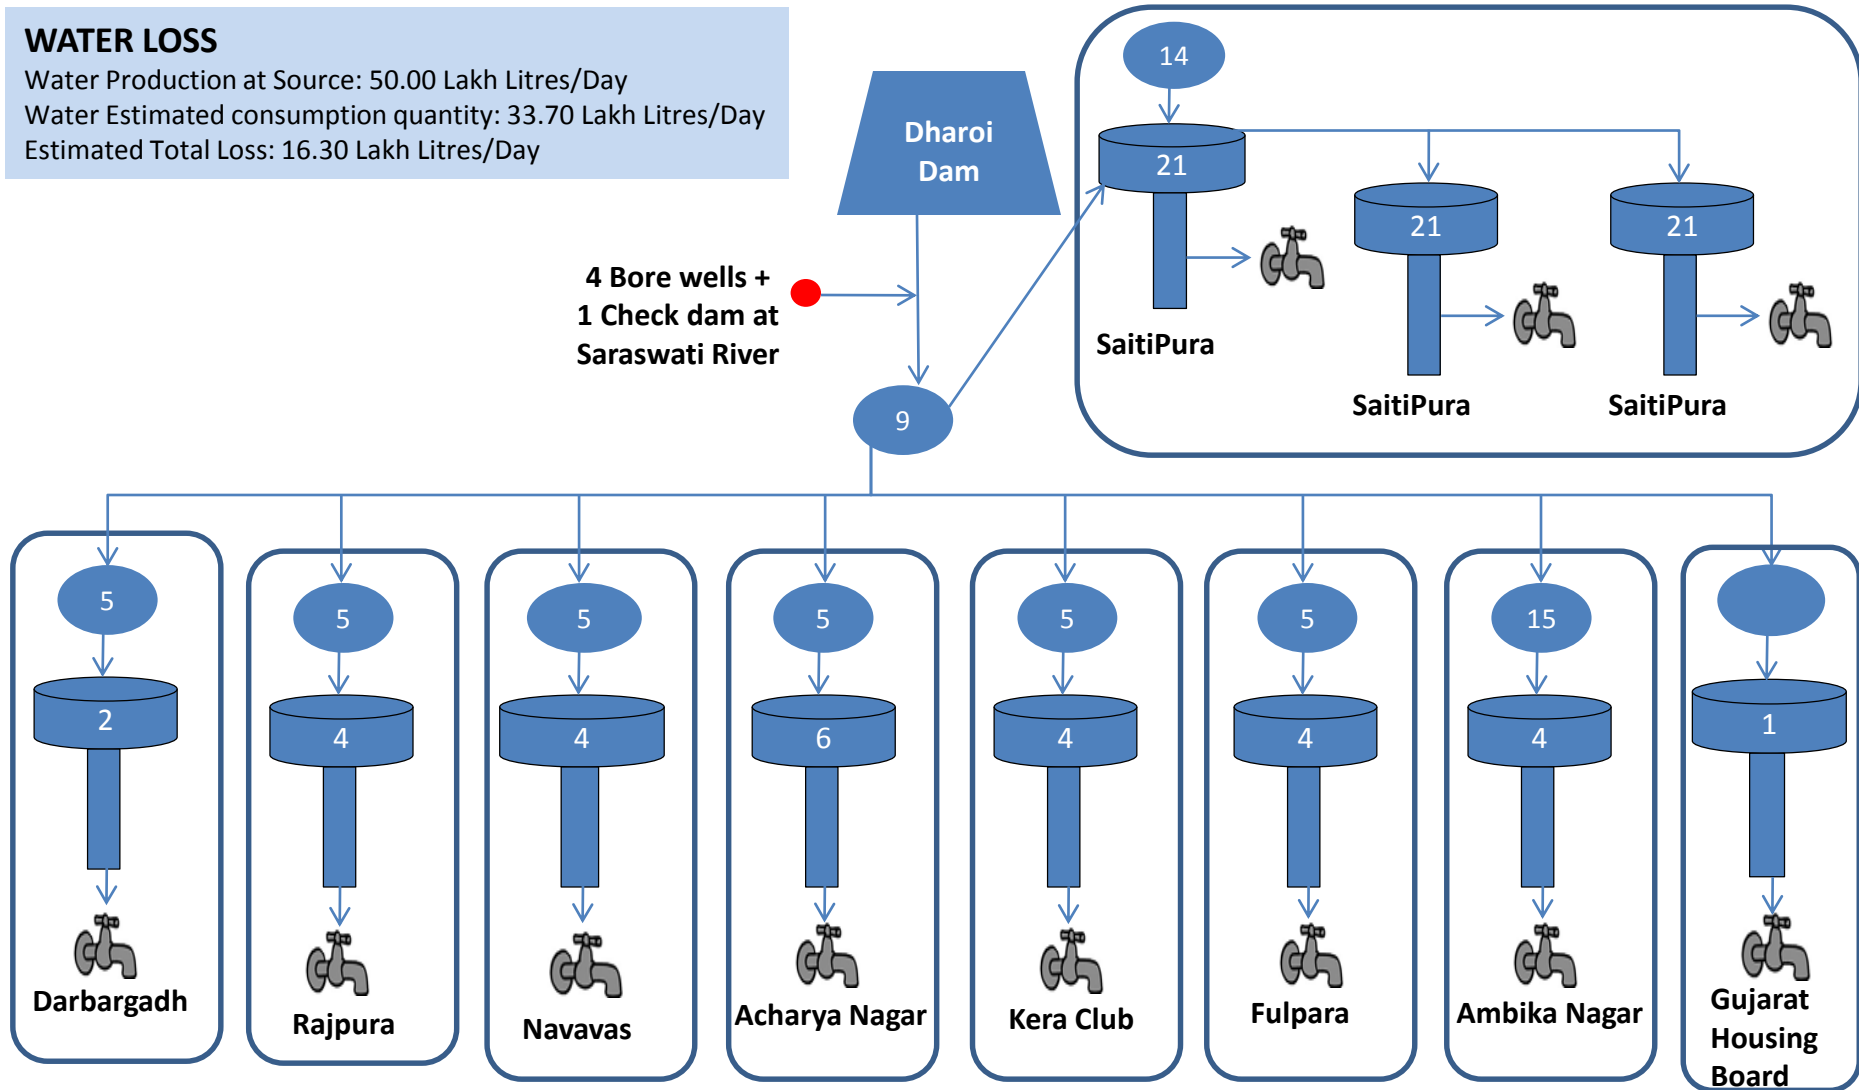 WATER LOSS
Water Production at Source: 50.00 Lakh Litres/Day
Water Estimated consumption quantity: 33.70 Lakh Litres/Day
Estimated Total Loss: 16.30 Lakh Litres/Day
Dharoi
Dam
4 Bore wells +
1 Check dam at
Saraswati River
9
14
21
21
21
SaitiPura
SaitiPura
SaitiPura
5
5
5
5
5
5
15
2
4
4
6
4
4
4
1
Darbargadh
Rajpura
Navavas
Acharya Nagar
Kera Club
Fulpara
Ambika Nagar
Gujarat
Housing
Board